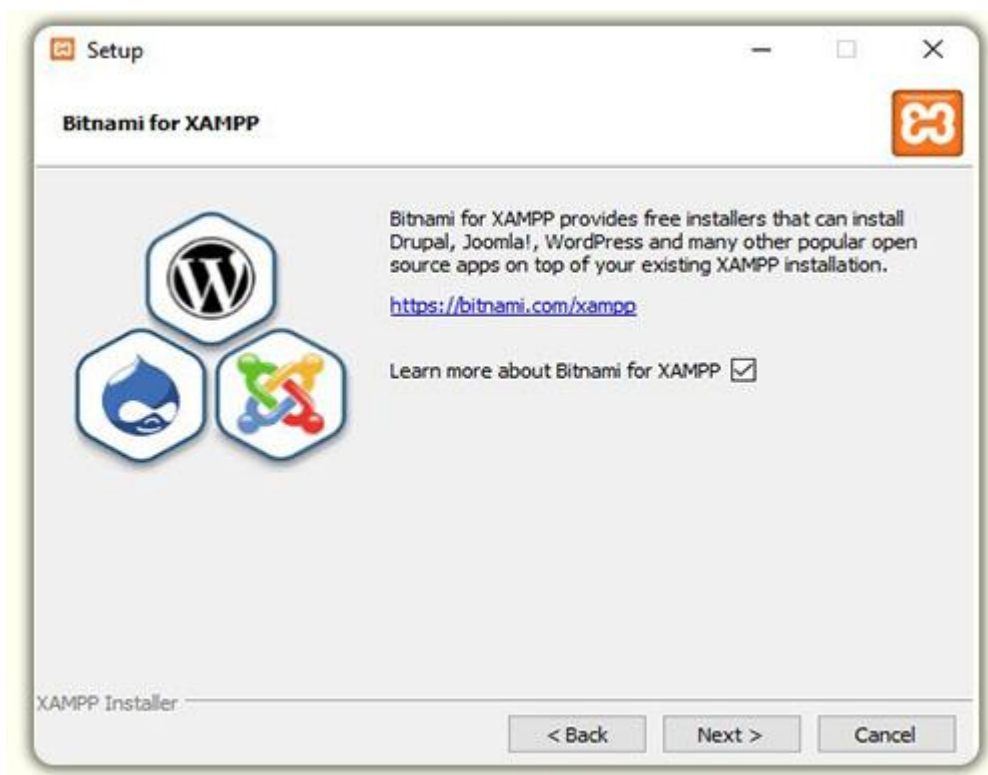 Setup
Bitnami for XAMPP
Bitnami for XAMPP provides free installers that can install
Drupal, Joomla!, WordPress and many other popular open
source apps on top of your existing XAMPP installation.
https://bitnami.com/xampp
Learn more about Bitnami for XAMPP
XAMPP Installer
< Back Next > Cancel